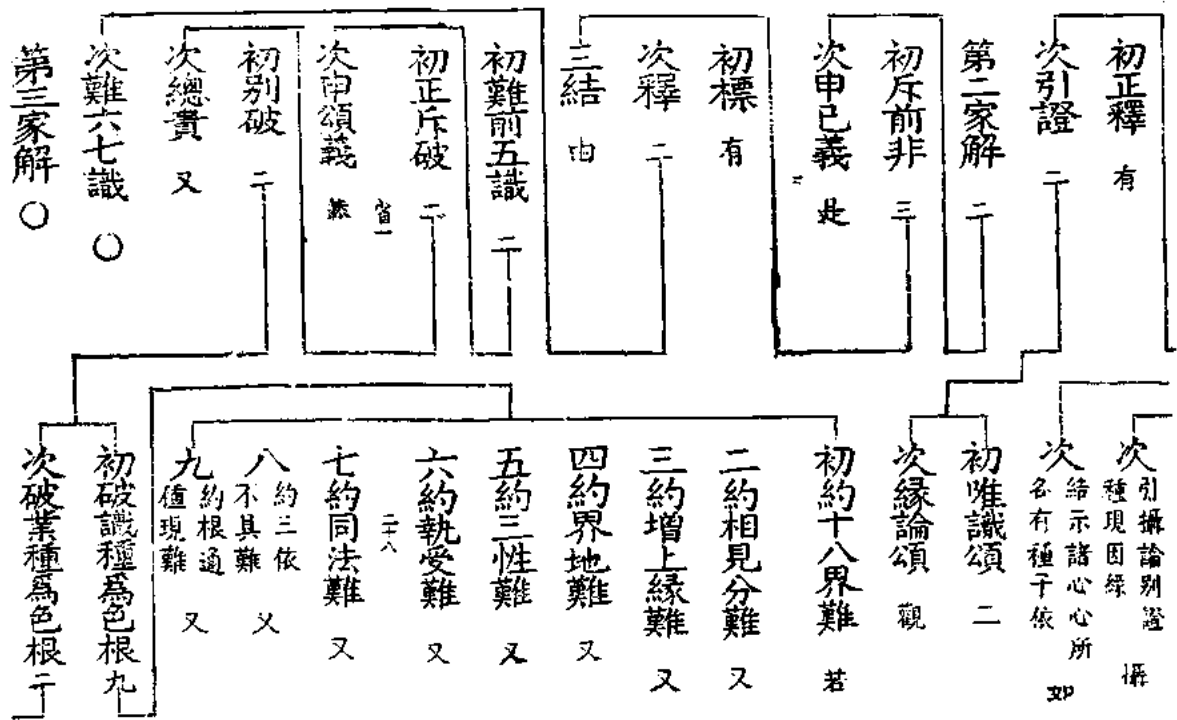 初正釋 有
次引證 二
第二家解 二
初斥前非 三
次申已義 此
初標 有
次釋 二
三結 由
初難前五識 二
初正斥破 二
次申頌義 然
初別破 二
次總責 又
次難六七識 ○
第三家解 ○
次 引攝論別證種現因緣 攝
次 結示諸心心所各有種子依 如
初唯識頌 二
次緣論頌 觀
初約十八界難 若
二約相見分難 又
三約增上緣難 又
四約界地難 又
五約三性難 又
六約執受難 又
二十八
七約同法難 又
八 約三依不具難 又
九 約根通種現難 又
初破識種爲色根 九
次破業種爲色根 二